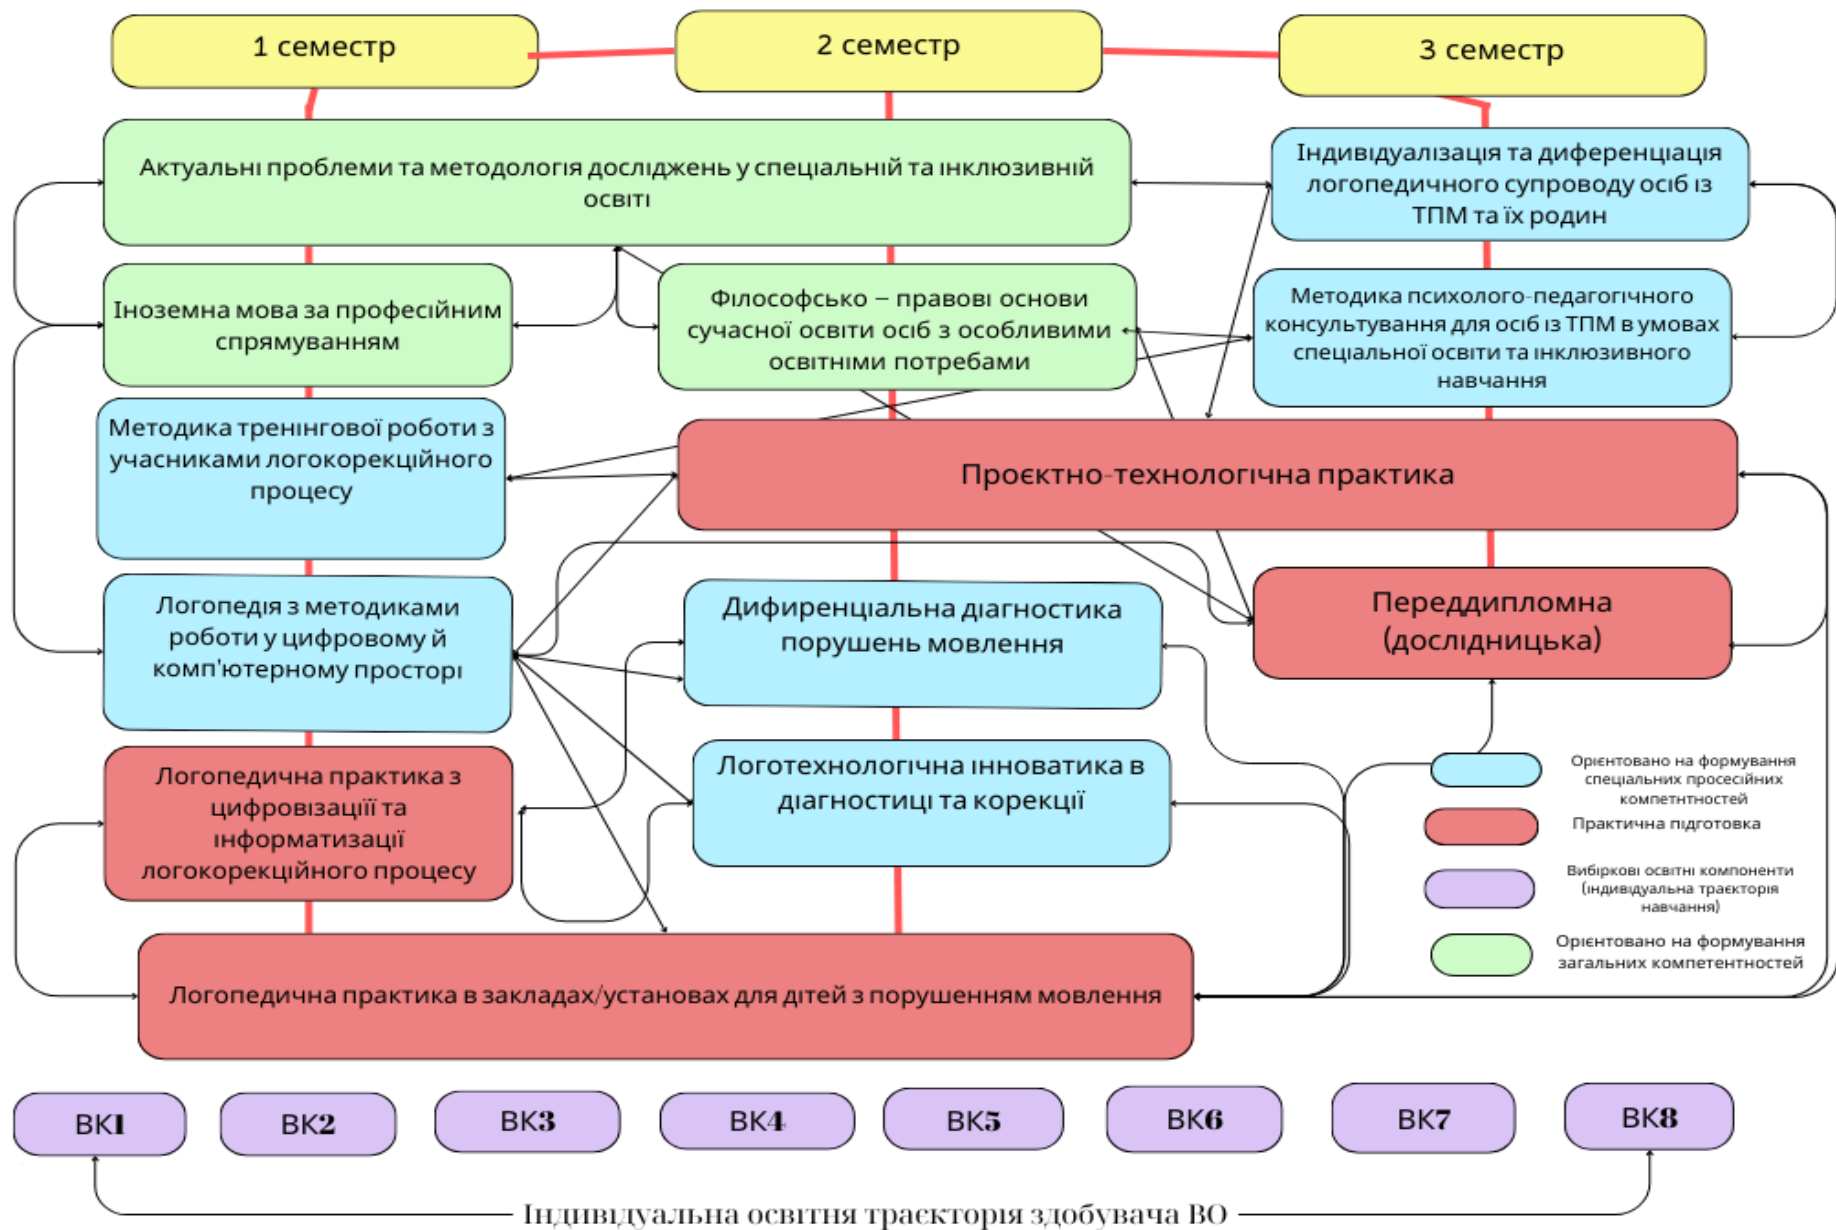 1 семестр
2 семестр
3 семестр
Актуальні проблеми та методологія досліджень у спеціальній та інклюзивній
освіті
Індивідуалізація та диференціація
логопедичного супроводу осіб із
ТПМ та їх родин
Іноземна мова за професійним
спрямуванням
Філософсько – правові основи
сучасної освіти осіб з особливими
освітніми потребами
Методика психолого-педагогічного
консультування для осіб із ТПМ в умовах
спеціальної освіти та інклюзивного
навчання
Методика тренінгової роботи з
учасниками логокорекційного
процесу
Проєктно-технологічна практика
Логопедія з методиками
роботи у цифровому й
комп'ютерному просторі
Дифиренціальна діагностика
порушень мовлення
Переддипломна
(дослідницька)
Логопедична практика з
цифровізаціїї та
інформатизації
логокорекційного процесу
Логотехнологічна інноватика в
діагностиці та корекції
Орієнтовано на формування
спеціальних просесійних
компетнтностей
Практична підготовка
Вибіркові освітні компоненти
(індивідуальна траєкторія
навчання)
Орієнтовано на формування
загальних компетентностей
Логопедична практика в закладах/установах для дітей з порушенням мовлення
ВК1
ВК2
ВК3
ВК4
ВК5
ВК6
ВК7
ВК8
Індивідуальна освітня траєкторія здобувача ВО